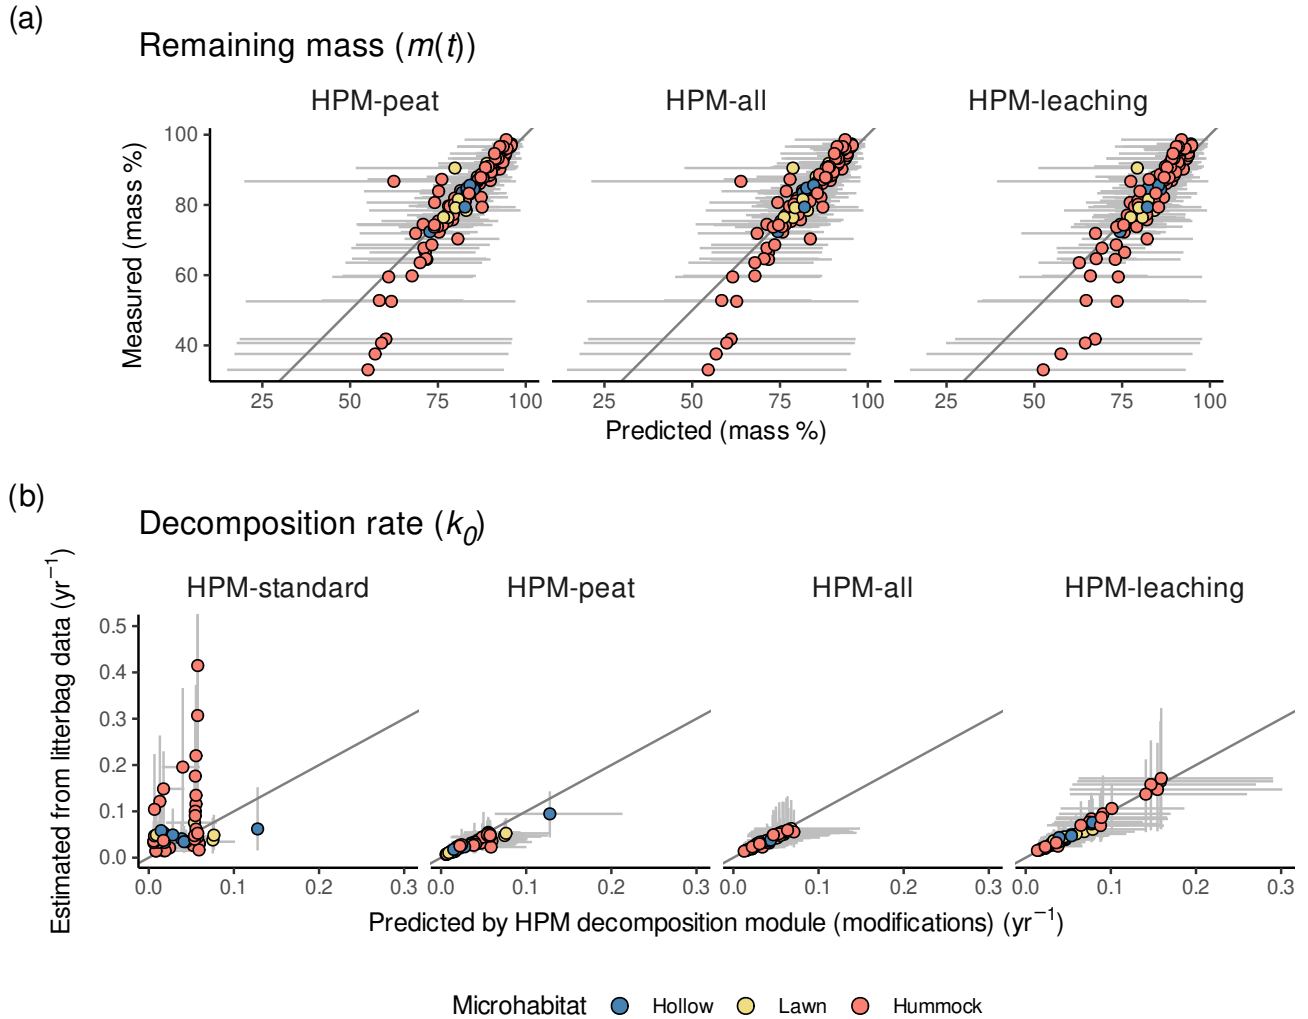 (a)
Remaining mass (m(t))
HPM-peat HPM-all HPM-leaching
Measured (mass %)
100
80
60
40
25 50 75 100 25 50 75 100 25 50 75 100
Predicted (mass %)
(b)
Decomposition rate (k0)
HPM-standard HPM-peat HPM-all HPM-leaching
Estimated from litterbag data (yr−1)
0.5
0.4
0.3
0.2
0.1
0.0
0.0 0.1 0.2 0.3 0.0 0.1 0.2 0.3 0.0 0.1 0.2 0.3 0.0 0.1 0.2 0.3
Predicted by HPM decomposition module (modifications) (yr−1)
Microhabitat Hollow Lawn Hummock